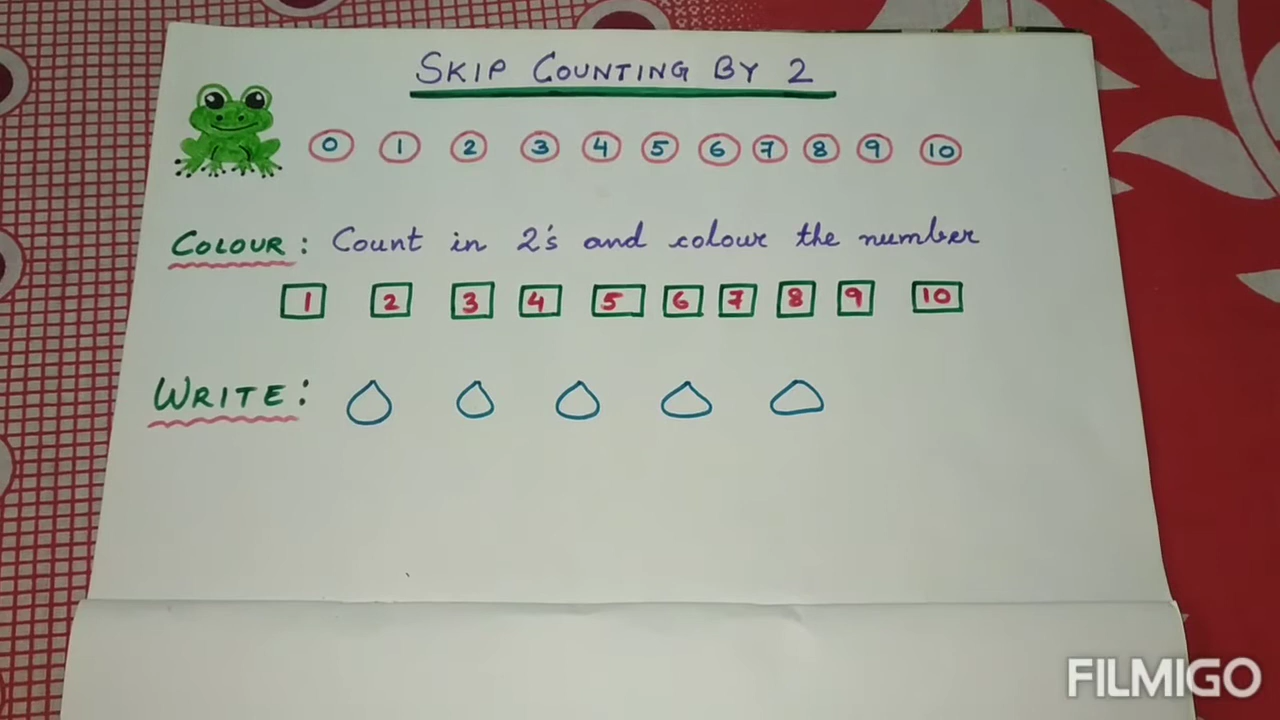 SKIP COUNTING BY 2
0 1 2 3 4 5 6 7 8 9 10
COLOUR: Count in 2's and colour the number
1 2 3 4 5 6 7 8 9 10
WRITE:
FILMIGO